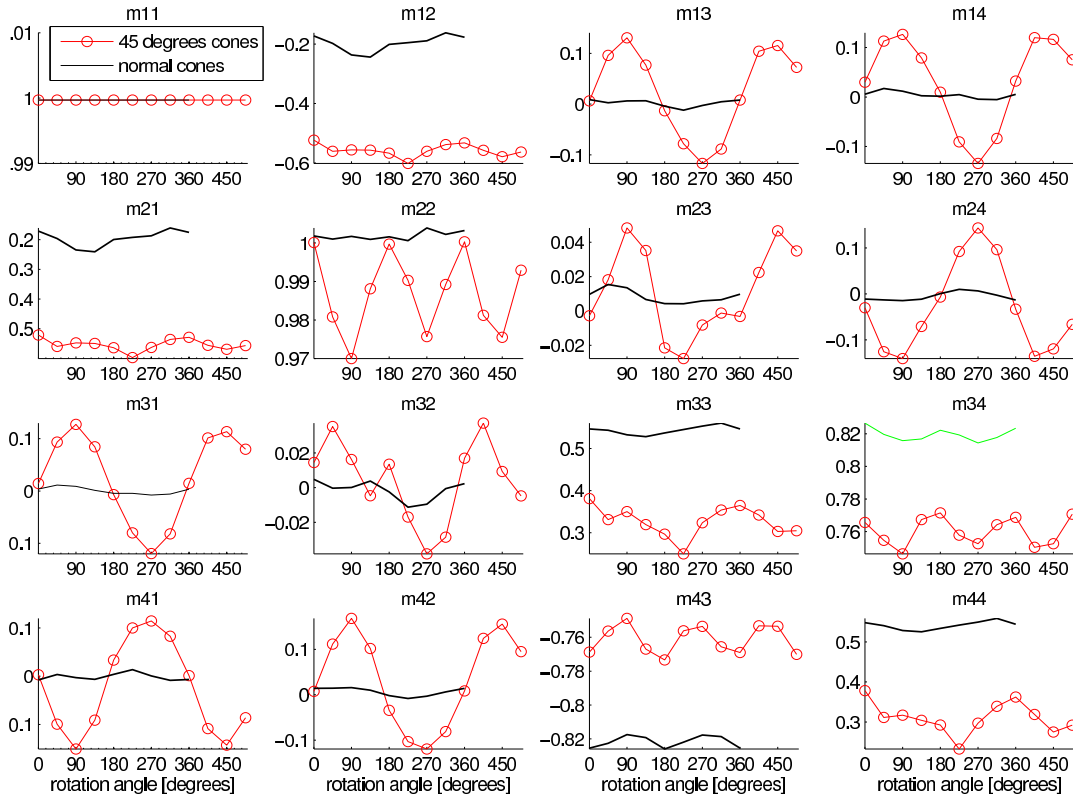 m11 m12 m13 m14
.01
1
.99
45 degrees cones
normal cones
90 180 270 360 450
−0.2
−0.4
−0.6
90 180 270 360 450
0.1
0
−0.1
90 180 270 360 450
0.1
0
−0.1
90 180 270 360 450
m21 m22 m23 m24
0.2
0.3
0.4
0.5
90 180 270 360 450
1
0.99
0.98
0.97
90 180 270 360 450
0.04
0.02
0
−0.02
90 180 270 360 450
0.1
0
−0.1
90 180 270 360 450
m31 m32 m33 m34
0.1
0
0.1
90 180 270 360 450
0.02
0
−0.02
90 180 270 360 450
0.5
0.4
0.3
90 180 270 360 450
0.82
0.8
0.78
0.76
90 180 270 360 450
m41 m42 m43 m44
0.1
0
0.1
0 90 180 270 360 450
rotation angle [degrees]
0.1
0
−0.1
0 90 180 270 360 450
rotation angle [degrees]
−0.76
−0.78
−0.8
−0.82
0 90 180 270 360 450
rotation angle [degrees]
0.5
0.4
0.3
0 90 180 270 360 450
rotation angle [degrees]